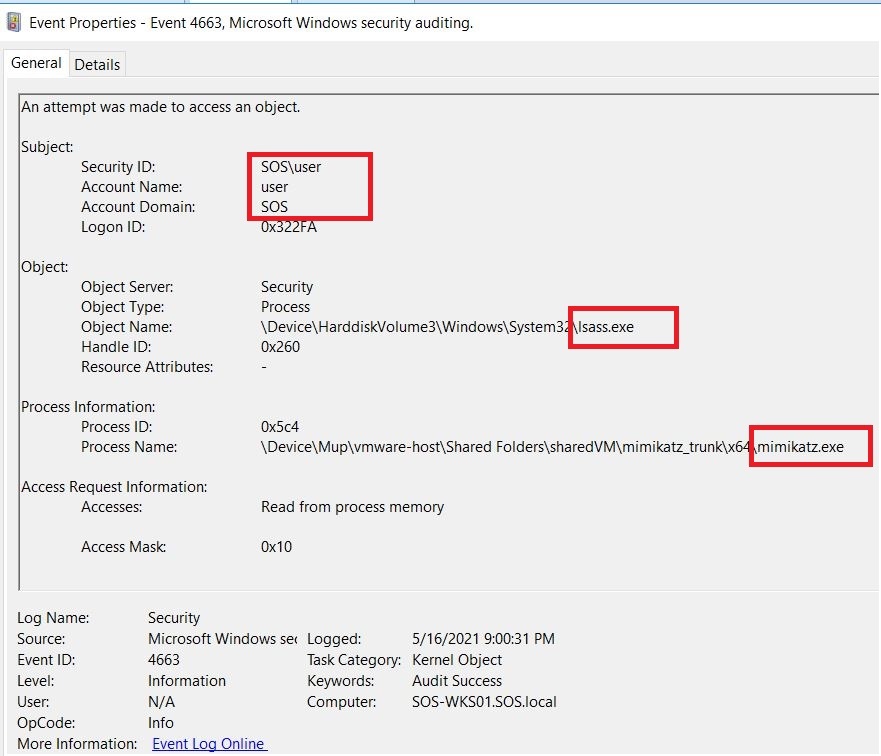 Event Properties - Event 4663, Microsoft Windows security auditing.
General Details
An attempt was made to access an object.
Subject:
Security ID: SOS\user
Account Name: user
Account Domain: SOS
Logon ID: 0x322FA
Object:
Object Server: Security
Object Type: Process
Object Name: \Device\HarddiskVolume3\Windows\System32\lsass.exe
Handle ID: 0x260
Resource Attributes: -
Process Information:
Process ID: 0x5c4
Process Name: \Device\Mup\vmware-host\Shared Folders\sharedVM\mimikatz_trunk\x64\mimikatz.exe
Access Request Information:
Accesses: Read from process memory
Access Mask: 0x10
Log Name: Security
Source: Microsoft Windows sec Logged: 5/16/2021 9:00:31 PM
Event ID: 4663 Task Category: Kernel Object
Level: Information Keywords: Audit Success
User: N/A Computer: SOS-WKS01.SOS.local
OpCode: Info
More Information: Event Log Online